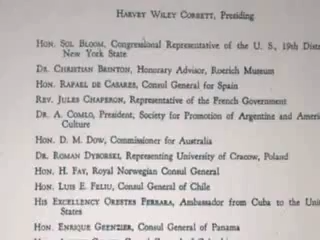 HARVEY WILEY CORBETT, Presiding
HON. SOL BLOOM, Congressional Representative of the U. S., 19th Dist
New York State
DR. CHRISTIAN BRINTON, Honorary Advisor, Roerich Museum
HON. RAFAEL DE CASARES, Consul General for Spain
REV. JULES CHAPERON, Representative of the French Government
DR. A. COMLO, President, Society for Promotion of Argentine and Ameri
Culture
HON. D. M. DOW, Commissioner for Australia
DR. ROMAN DYBOSKI, Representing University of Cracow, Poland
HON. H. FAY, Royal Norwegian Consul General
HON. LUIS E. FELIU, Consul General of Chile
HIS EXCELLENCY ORESTES FERRARA, Ambassador from Cuba to the Unit
States
HON. ENRIQUE GEENZIER, Consul General of Panama